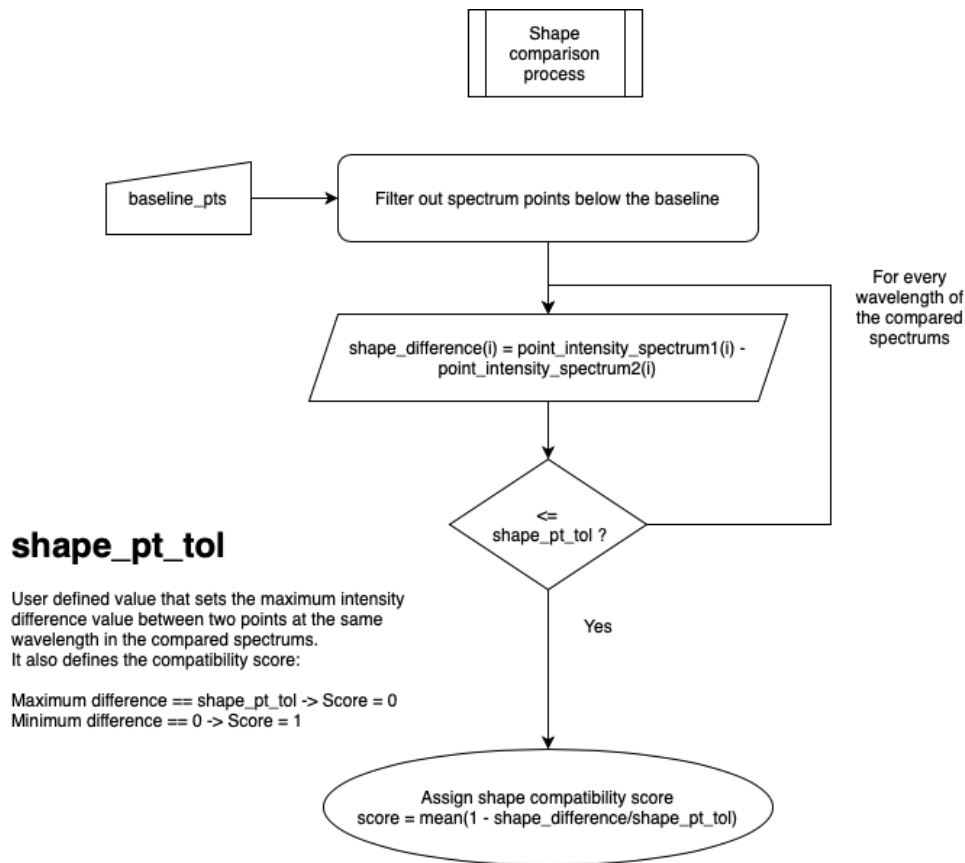 Shape
comparison
process
baseline_pts
Filter out spectrum points below the baseline
For every
wavelength of
the compared
spectrums
shape_difference(i) = point_intensity_spectrum1(i) -
point_intensity_spectrum2(i)
<=
shape_pt_tol ?
shape_pt_tol
User defined value that sets the maximum intensity
difference value between two points at the same
wavelength in the compared spectrums.
It also defines the compatibility score:
Maximum difference == shape_pt_tol -> Score = 0
Minimum difference == 0 -> Score = 1
Yes
Assign shape compatibility score
score = mean(1 - shape_difference/shape_pt_tol)